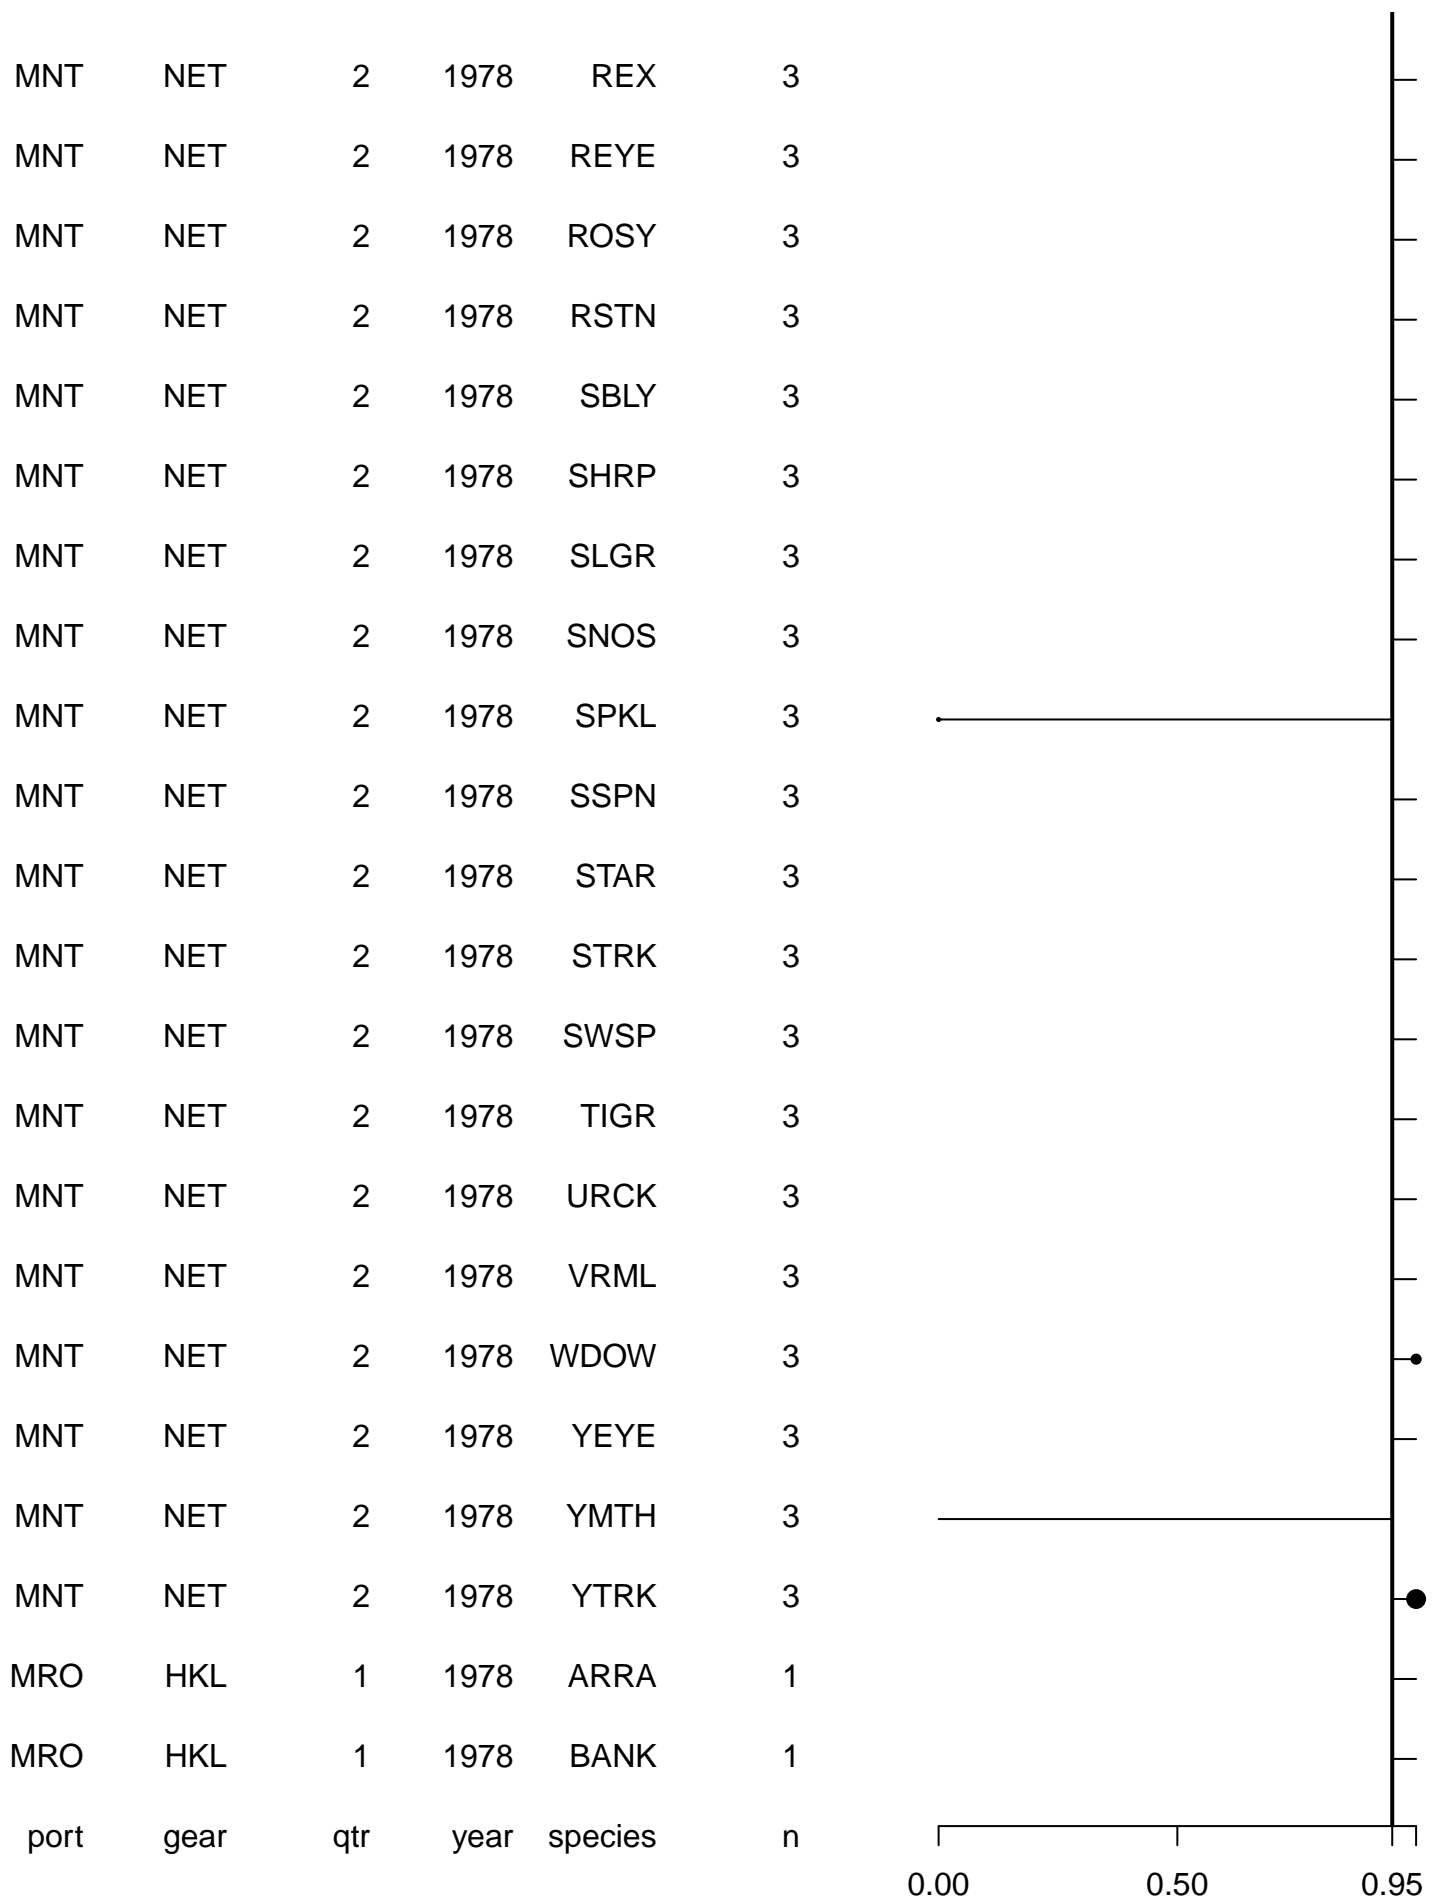 MNT NET 2 1978 REX 3
MNT NET 2 1978 REYE 3
MNT NET 2 1978 ROSY 3
MNT NET 2 1978 RSTN 3
MNT NET 2 1978 SBLY 3
MNT NET 2 1978 SHRP 3
MNT NET 2 1978 SLGR 3
MNT NET 2 1978 SNOS 3
MNT NET 2 1978 SPKL 3
MNT NET 2 1978 SSPN 3
MNT NET 2 1978 STAR 3
MNT NET 2 1978 STRK 3
MNT NET 2 1978 SWSP 3
MNT NET 2 1978 TIGR 3
MNT NET 2 1978 URCK 3
MNT NET 2 1978 VRML 3
MNT NET 2 1978 WDOW 3
MNT NET 2 1978 YEYE 3
MNT NET 2 1978 YMTH 3
MNT NET 2 1978 YTRK 3
MRO HKL 1 1978 ARRA 1
MRO HKL 1 1978 BANK 1
port gear qtr year species n
0.00 0.50 0.95